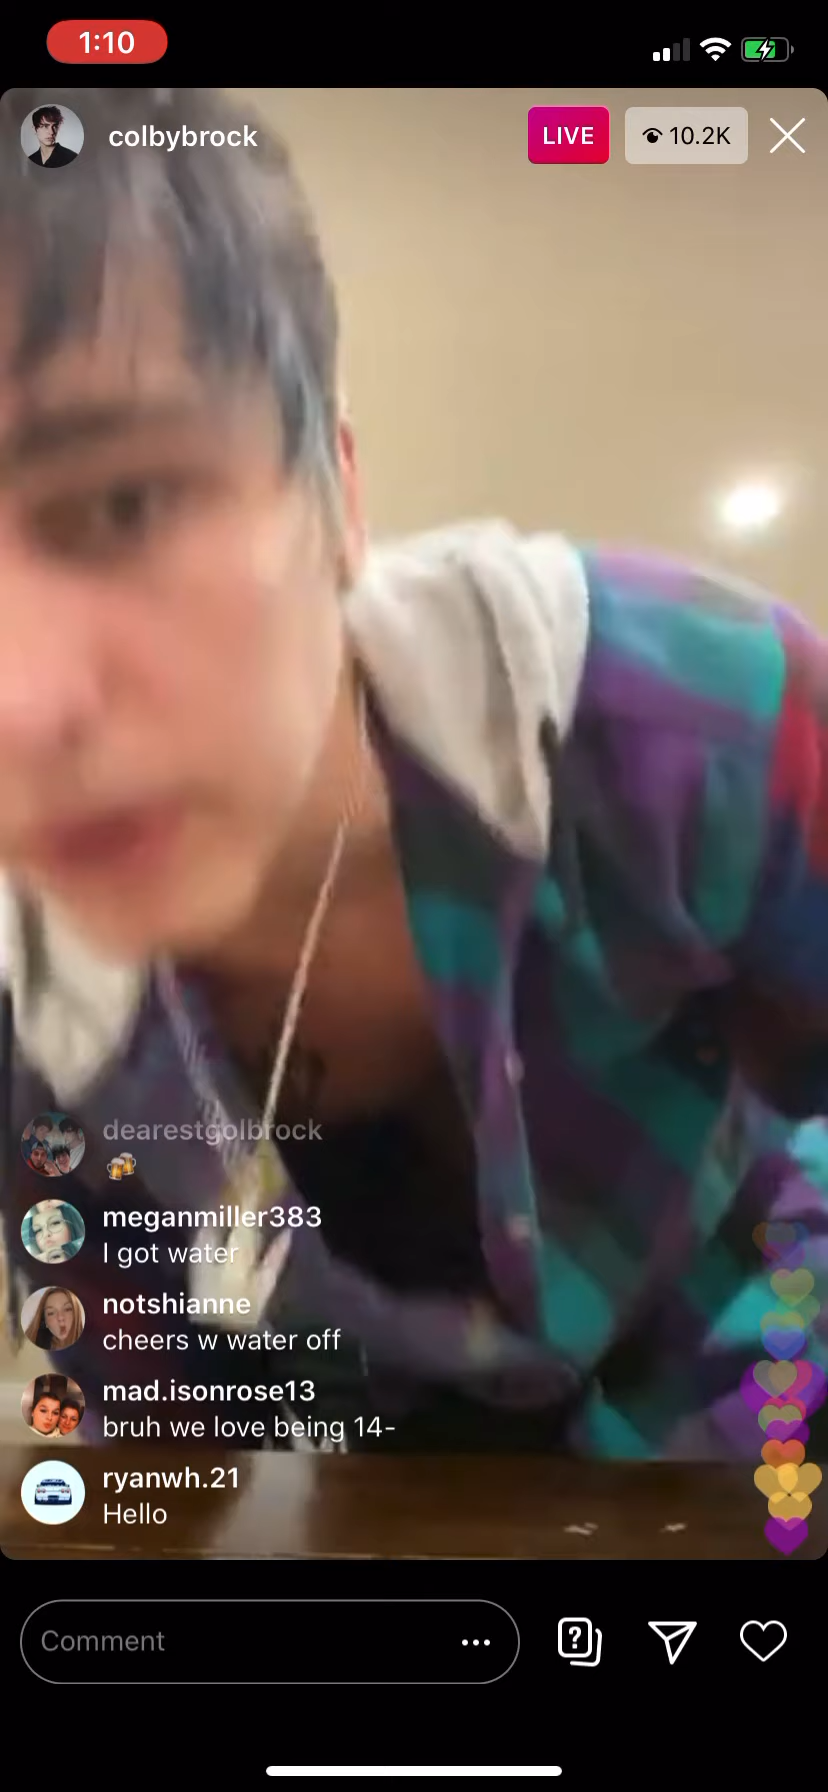 1:10
colbybrock
LIVE
10.2K
dearestgolbrock
🍻
meganmiller383
I got water
notshianne
cheers w water off
mad.isonrose13
bruh we love being 14-
ryanwh.21
Hello
Comment